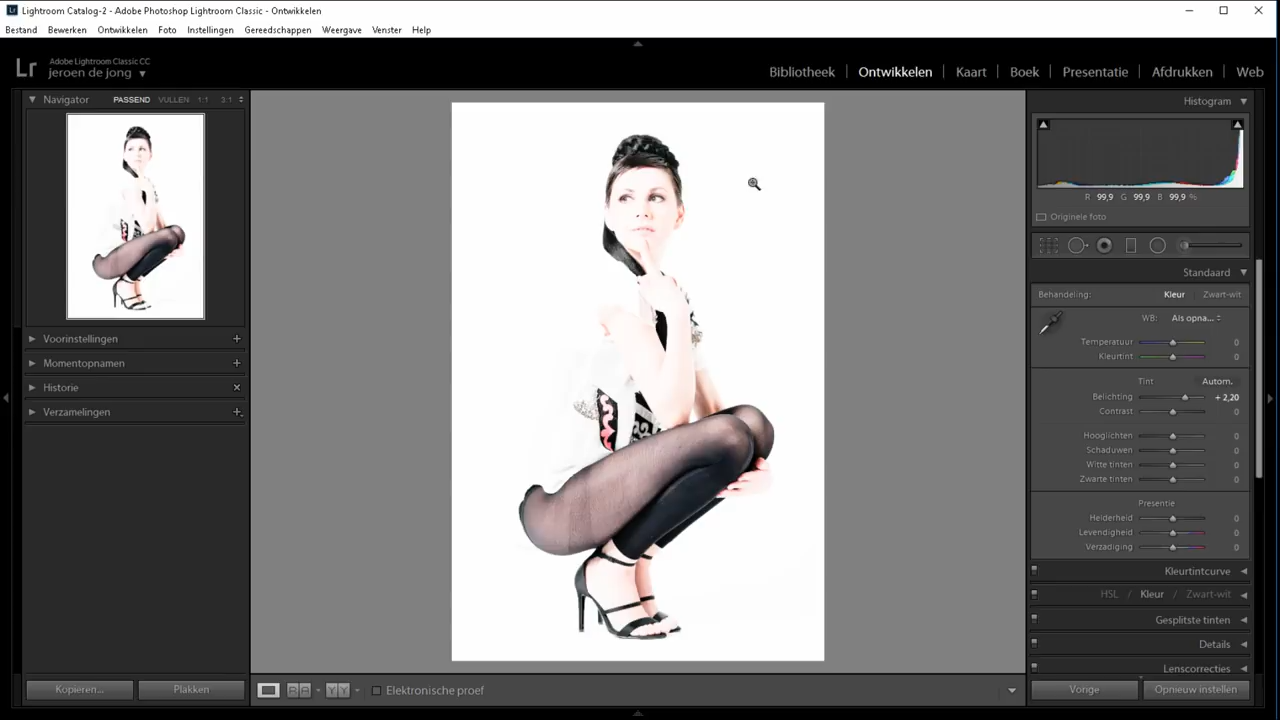 Lightroom Catalog-2 - Adobe Photoshop Lightroom Classic - Ontwikkelen
Bestand Bewerken Ontwikkelen Foto Instellingen Gereedschappen Weergave Venster Help
Lr Adobe Lightroom Classic CC
jeroen de jong
Bibliotheek | Ontwikkelen | Kaart | Boek | Presentatie | Afdrukken | Web
Navigator PASSEND VULLEN 1:1 3:1
Voorinstellingen
Momentopnamen
Historie
Verzamelingen
Kopiëren... Plakken
Elektronische proef
Histogram
R 99,9 G 99,9 B 99,9 %
Originele foto
Standaard
Behandeling: Kleur Zwart-wit
WB: Als opna...
Temperatuur 0
Kleurtint 0
Tint Autom.
Belichting + 2,20
Contrast 0
Hooglichten 0
Schaduwen 0
Witte tinten 0
Zwarte tinten 0
Presentie
Helderheid 0
Levendigheid 0
Verzadiging 0
Kleurtintcurve
HSL / Kleur / Zwart-wit
Gesplitste tinten
Details
Lenscorrecties
Vorige Opnieuw instellen